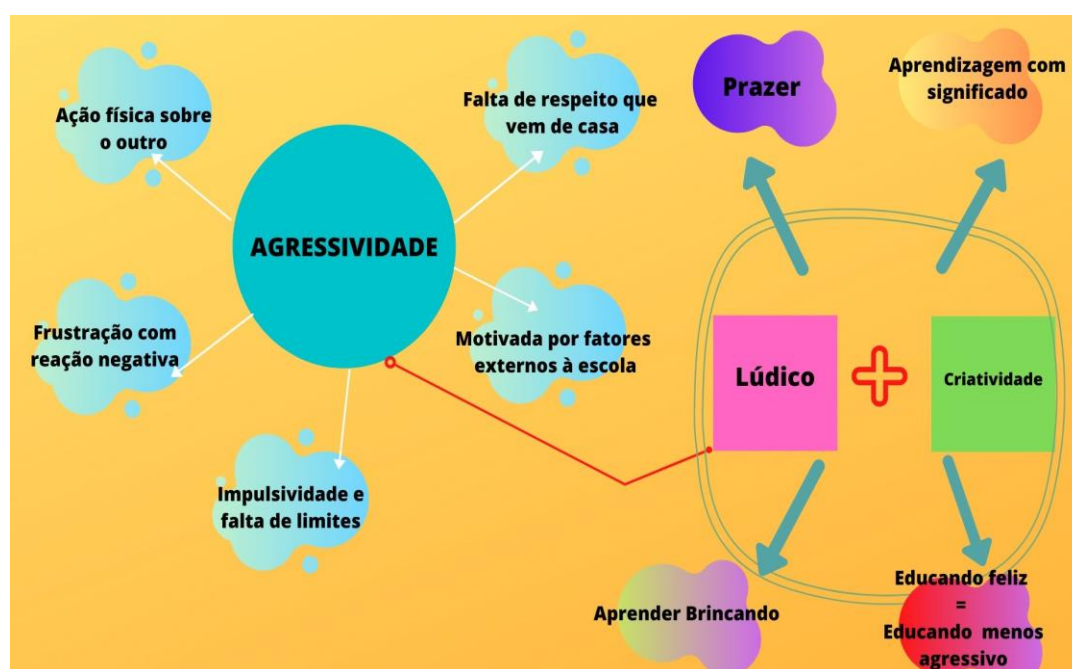 Ação física sobre
o outro
Falta de respeito que
vem de casa
AGRESSIVIDADE
Frustração com
reação negativa
Motivada por fatores
externos à escola
Impulsividade e
falta de limites
Prazer
Aprendizagem com
significado
Lúdico
Criatividade
Aprender Brincando
Educando feliz
=
Educando menos
agressivo